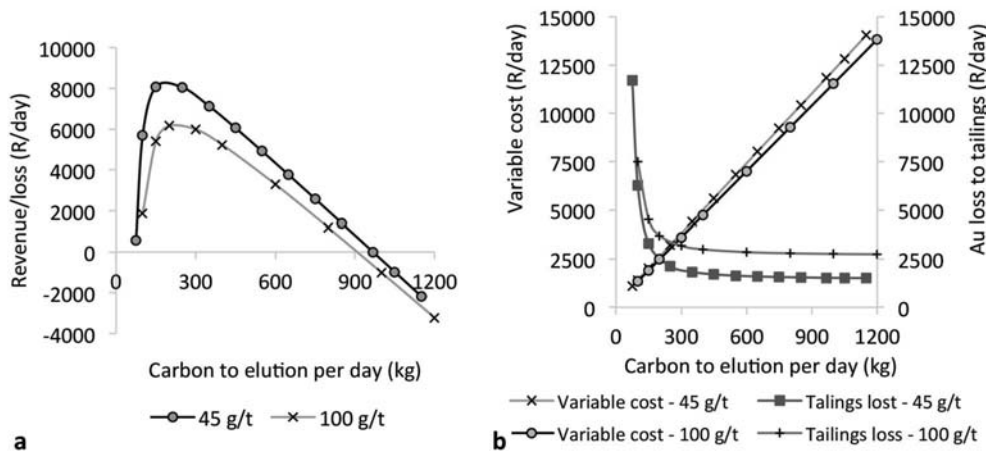 10000
8000
6000
4000
2000
0
-2000
-4000
Revenue/loss (R/day)
0 300 600 900 1200
Carbon to elution per day (kg)
45 g/t 100 g/t
a
15000
12500
10000
7500
5000
2500
0
Variable cost (R/day)
15000
12500
10000
7500
5000
2500
0
Au loss to tailings (R/day)
0 300 600 900 1200
Carbon to elution per day (kg)
Variable cost - 45 g/t Talings lost - 45 g/t
Variable cost - 100 g/t Tailings loss - 100 g/t
b